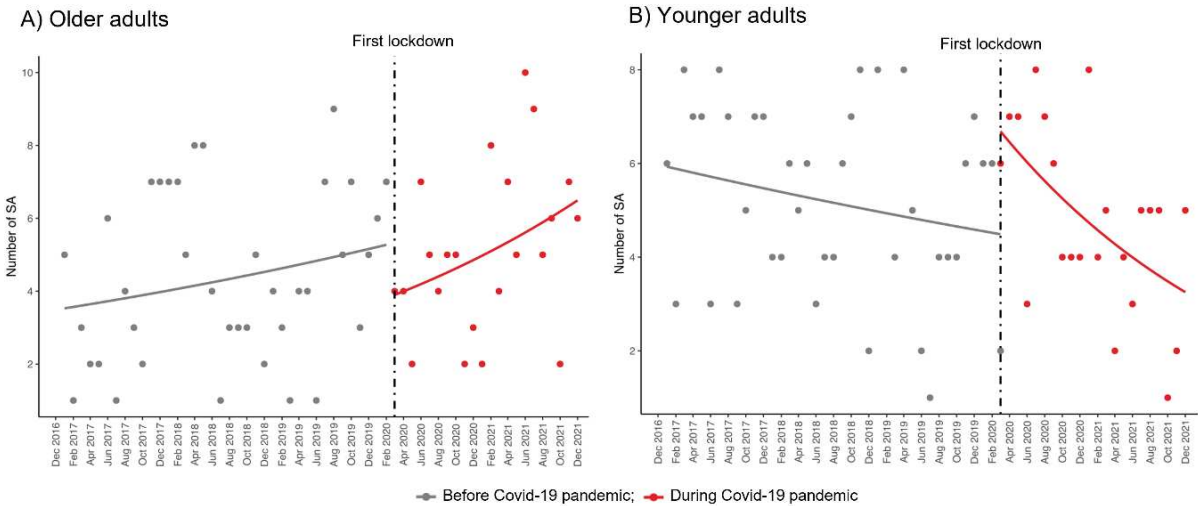 A) Older adults
First lockdown
Number of SA
10
8
6
4
2
Dec 2016
Feb 2017
Apr 2017
Jun 2017
Aug 2017
Oct 2017
Dec 2017
Feb 2018
Apr 2018
Jun 2018
Aug 2018
Oct 2018
Dec 2018
Feb 2019
Apr 2019
Jun 2019
Aug 2019
Oct 2019
Dec 2019
Feb 2020
Apr 2020
Jun 2020
Aug 2020
Oct 2020
Dec 2020
Feb 2021
Apr 2021
Jun 2021
Aug 2021
Oct 2021
Dec 2021
B) Younger adults
First lockdown
Number of SA
8
6
4
2
Dec 2016
Feb 2017
Apr 2017
Jun 2017
Aug 2017
Oct 2017
Dec 2017
Feb 2018
Apr 2018
Jun 2018
Aug 2018
Oct 2018
Dec 2018
Feb 2019
Apr 2019
Jun 2019
Aug 2019
Oct 2019
Dec 2019
Feb 2020
Apr 2020
Jun 2020
Aug 2020
Oct 2020
Dec 2020
Feb 2021
Apr 2021
Jun 2021
Aug 2021
Oct 2021
Dec 2021
Before Covid-19 pandemic; During Covid-19 pandemic